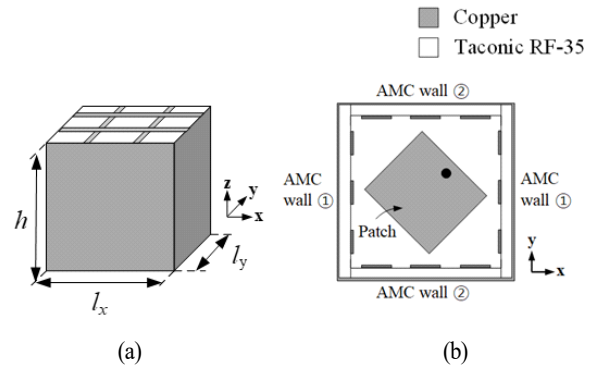 Copper
Taconic RF-35
AMC wall ②
z
y
x
h
l_x
l_y
AMC
wall ①
AMC
wall ①
Patch
y
x
AMC wall ②
(a)
(b)